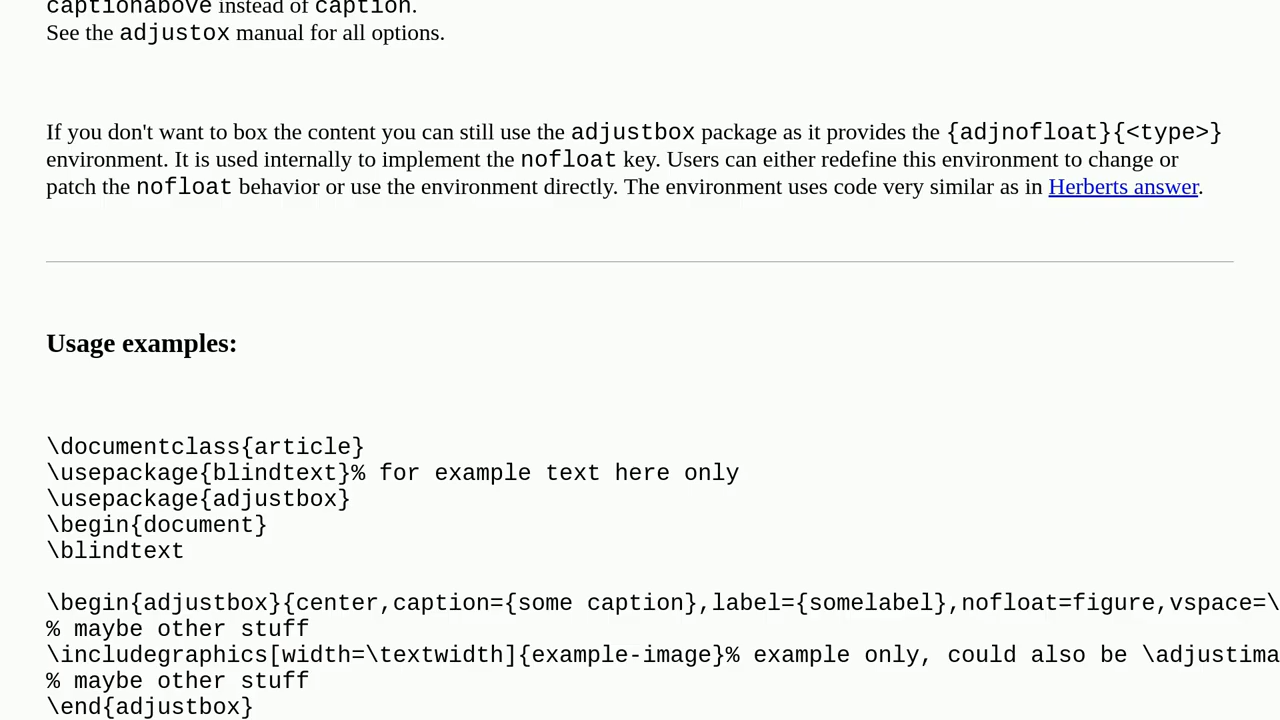 captionabove instead of caption.
See the adjustox manual for all options.
If you don't want to box the content you can still use the adjustbox package as it provides the {adjnofloat}{<type>}
environment. It is used internally to implement the nofloat key. Users can either redefine this environment to change or
patch the nofloat behavior or use the environment directly. The environment uses code very similar as in Herberts answer.
Usage examples:
\documentclass{article}
\usepackage{blindtext}% for example text here only
\usepackage{adjustbox}
\begin{document}
\blindtext
\begin{adjustbox}{center,caption={some caption},label={somelabel},nofloat=figure,vspace=\
% maybe other stuff
\includegraphics[width=\textwidth]{example-image}% example only, could also be \adjustima
% maybe other stuff
\end{adjustbox}